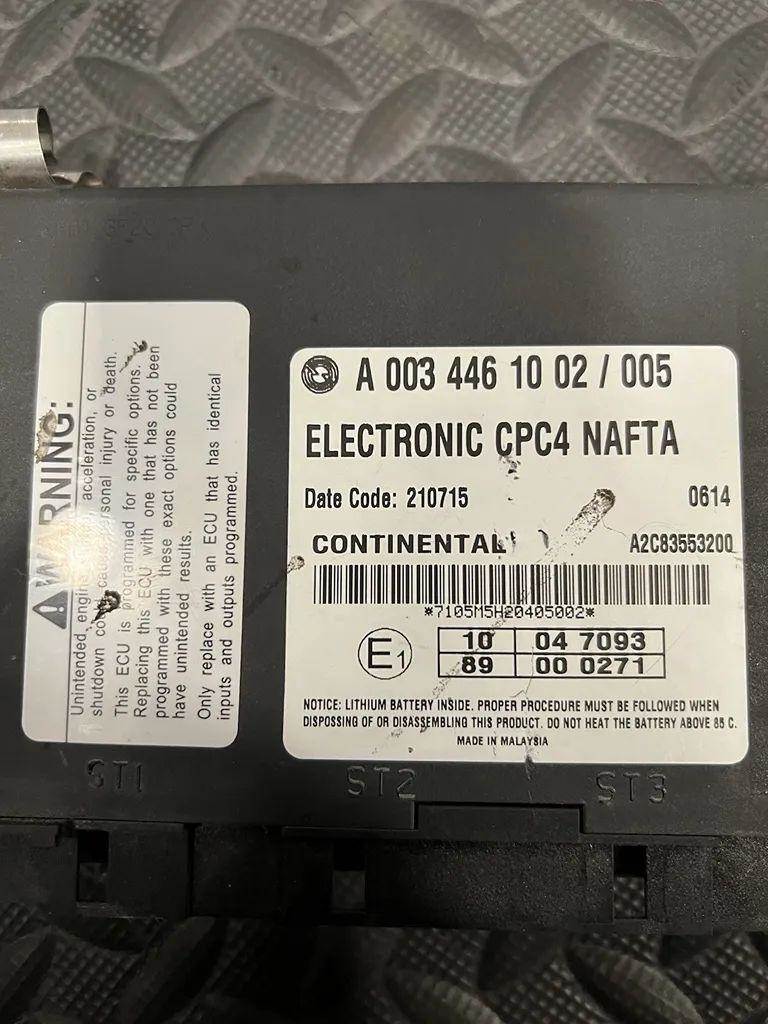 WARNING:
Unintended, engine acceleration, or
shutdown could cause personal injury or death.
This ECU is programmed for specific options.
Replacing this ECU with one that has not been
programmed with these exact options could
have unintended results.
Only replace with an ECU that has identical
inputs and outputs programmed.
A 003 446 10 02 / 005
ELECTRONIC CPC4 NAFTA
Date Code: 210715 0614
CONTINENTAL A2C83553200
*7105M5H20405002*
E1
10 04 7093
89 00 0271
NOTICE: LITHIUM BATTERY INSIDE. PROPER PROCEDURE MUST BE FOLLOWED WHEN
DISPOSSING OF OR DISASSEMBLING THIS PRODUCT. DO NOT HEAT THE BATTERY ABOVE 85 C.
MADE IN MALAYSIA
ST1 ST2 ST3